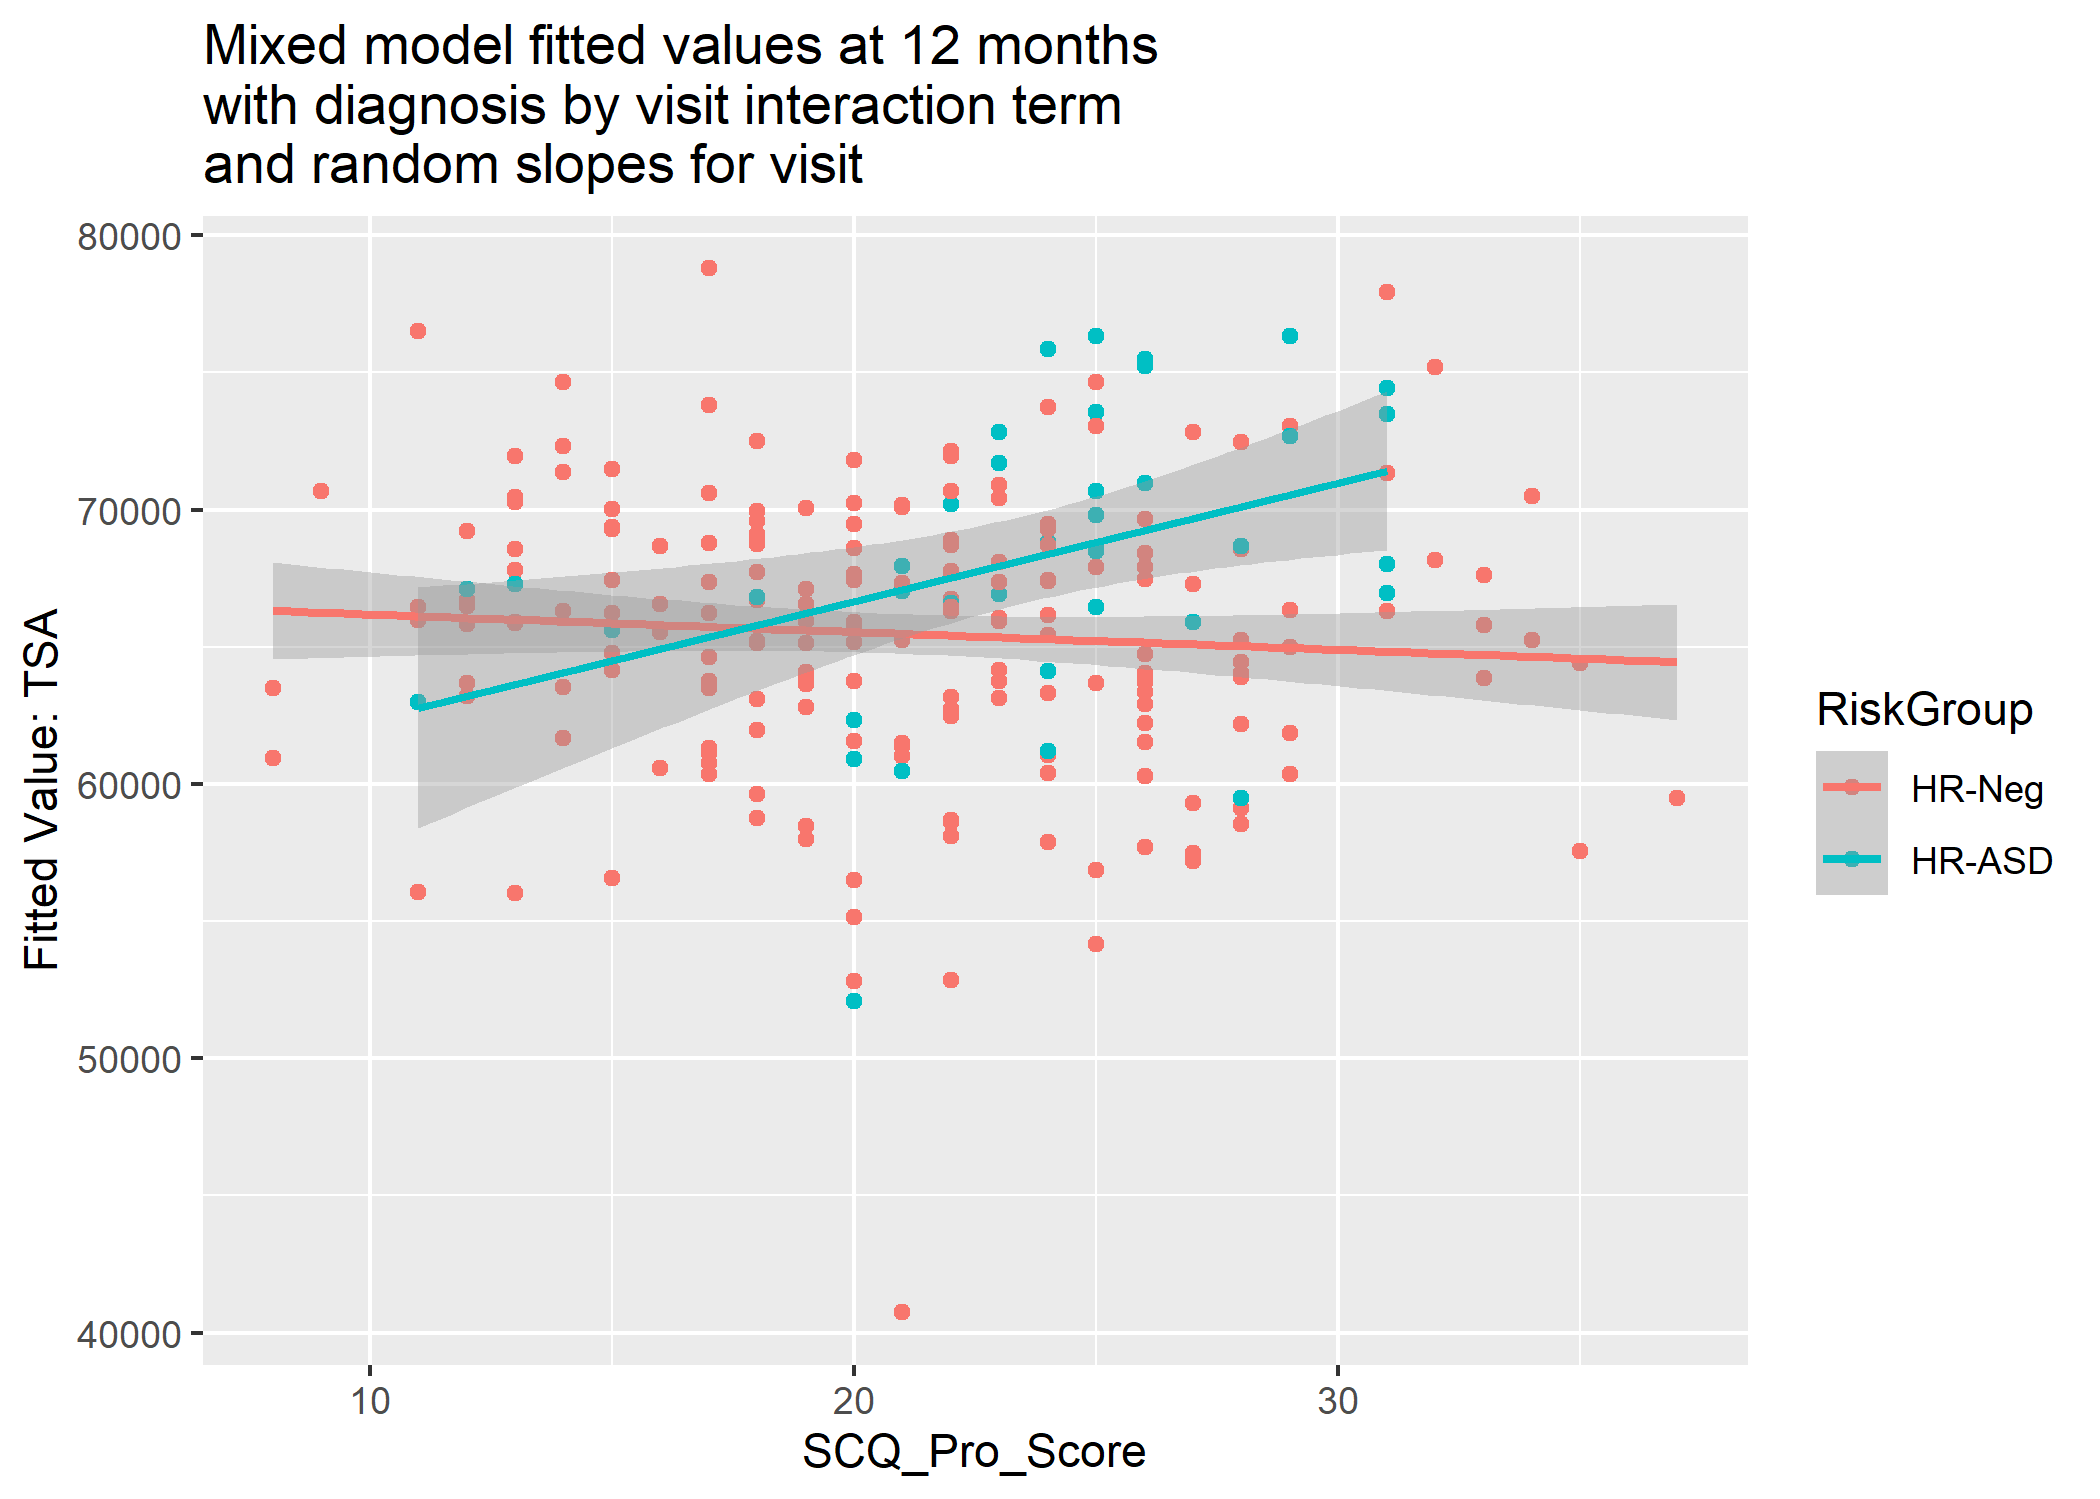 Mixed model fitted values at 12 months
with diagnosis by visit interaction term
and random slopes for visit
80000
70000
60000
50000
40000
Fitted Value: TSA
10
20
30
SCQ_Pro_Score
RiskGroup
HR-Neg
HR-ASD